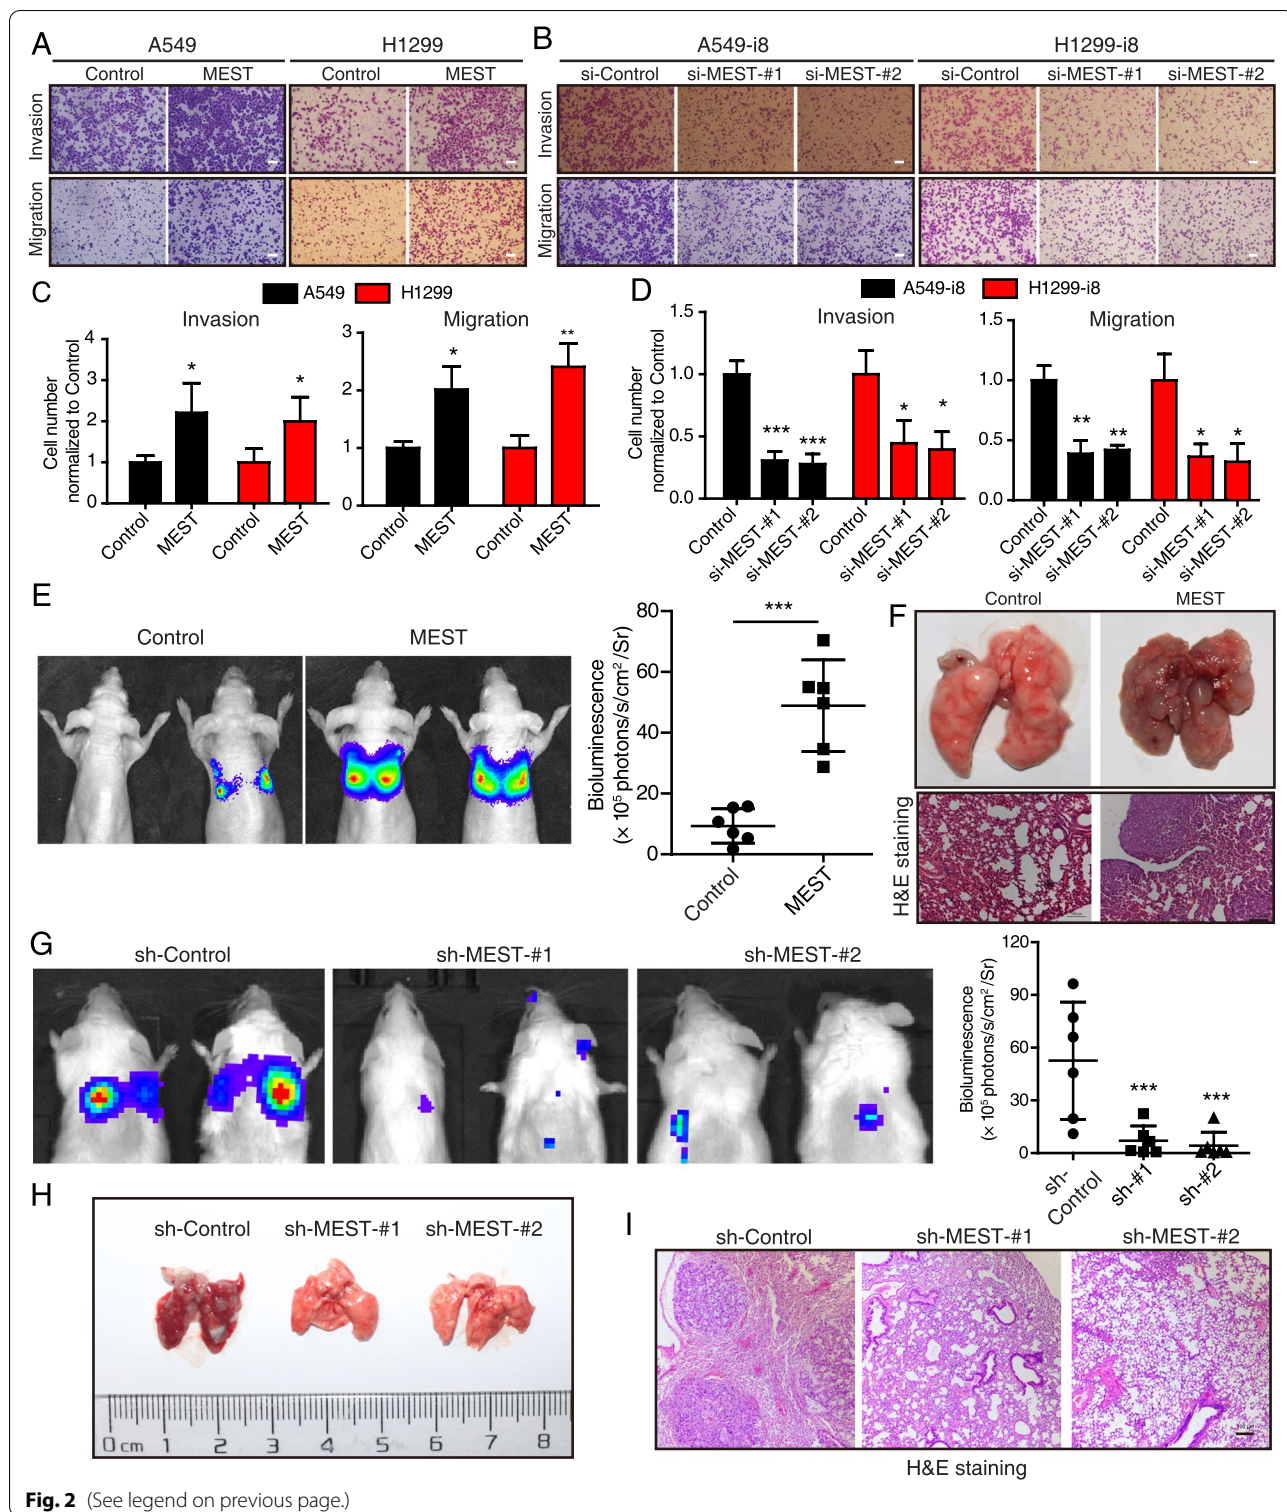 A
A549
H1299
Control
MEST
Control
MEST
Invasion
Migration
B
A549-i8
H1299-i8
si-Control
si-MEST-#1
si-MEST-#2
si-Control
si-MEST-#1
si-MEST-#2
Invasion
Migration
C
A549
H1299
Invasion
Cell number
normalized to Control
4
3
2
1
0
*
*
Control
MEST
Control
MEST
Migration
3
2
1
0
*
**
Control
MEST
Control
MEST
D
A549-i8
H1299-i8
Invasion
Cell number
normalized to Control
1.5
1.0
0.5
0.0
***
***
*
*
Control
si-MEST-#1
si-MEST-#2
Control
si-MEST-#1
si-MEST-#2
Migration
1.5
1.0
0.5
0.0
**
**
*
*
Control
si-MEST-#1
si-MEST-#2
Control
si-MEST-#1
si-MEST-#2
E
Control
MEST
Bioluminescence
(× 10⁵ photons/s/cm² /Sr)
80
60
40
20
0
***
Control
MEST
F
Control
MEST
H&E staining
G
sh-Control
sh-MEST-#1
sh-MEST-#2
Bioluminescence
(× 10⁵ photons/s/cm² /Sr)
120
90
60
30
0
***
***
sh-
Control
sh-#1
sh-#2
H
sh-Control
sh-MEST-#1
sh-MEST-#2
0 cm 1 2 3 4 5 6 7 8
I
sh-Control
sh-MEST-#1
sh-MEST-#2
H&E staining
Fig. 2 (See legend on previous page.)